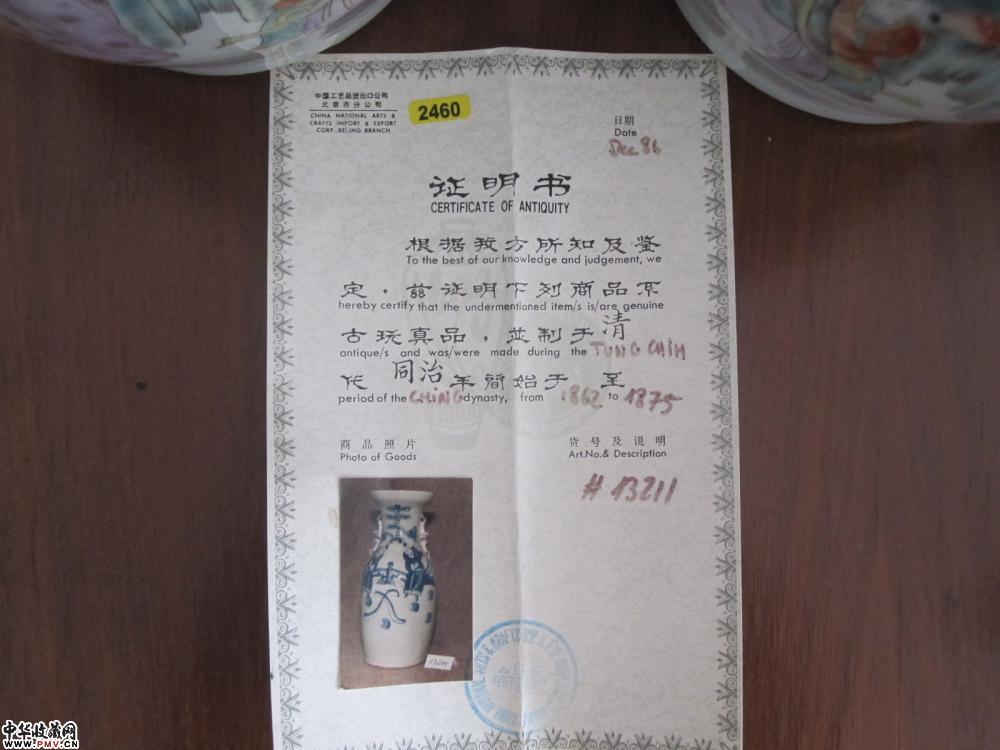 中国工艺品进出口公司
北京市分公司
CHINA NATIONAL ARTS &
CRAFTS IMPORT & EXPORT
CORP., BEIJING BRANCH
2460
日期
Date
Dec 86
证明书
CERTIFICATE OF ANTIQUITY
根据我方所知及鉴
To the best of our knowledge and judgement, we
定，兹证明下列商品系
hereby certify that the undermentioned item/s is/are genuine
古玩真品，並制于清
antique/s and was/were made during the TUNG CHIH
代 同治年间始于 至
period of the CHING dynasty, from 1862 to 1875
商品照片
Photo of Goods
货号及说明
Art.No.& Description
# 13211
13211
中华收藏网
www.PMV.CN